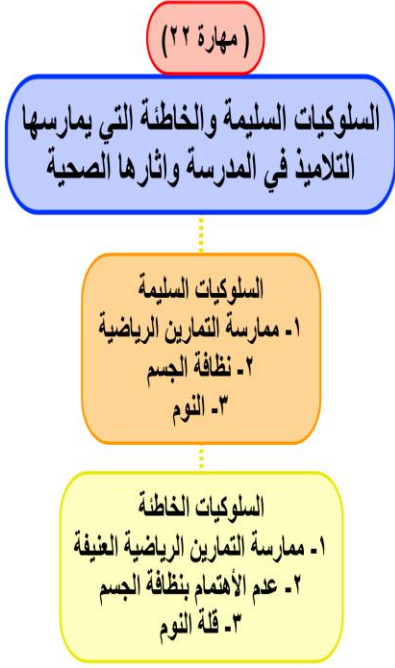 ( مهارة ٢٢)
السلوكيات السليمة والخاطئة التي يمارسها
التلاميذ في المدرسة واثارها الصحية
السلوكيات السليمة
١- ممارسة التمارين الرياضية
٢- نظافة الجسم
٣- النوم
السلوكيات الخاطئة
١- ممارسة التمارين الرياضية العنيفة
٢- عدم الأهتمام بنظافة الجسم
٣- قلة النوم